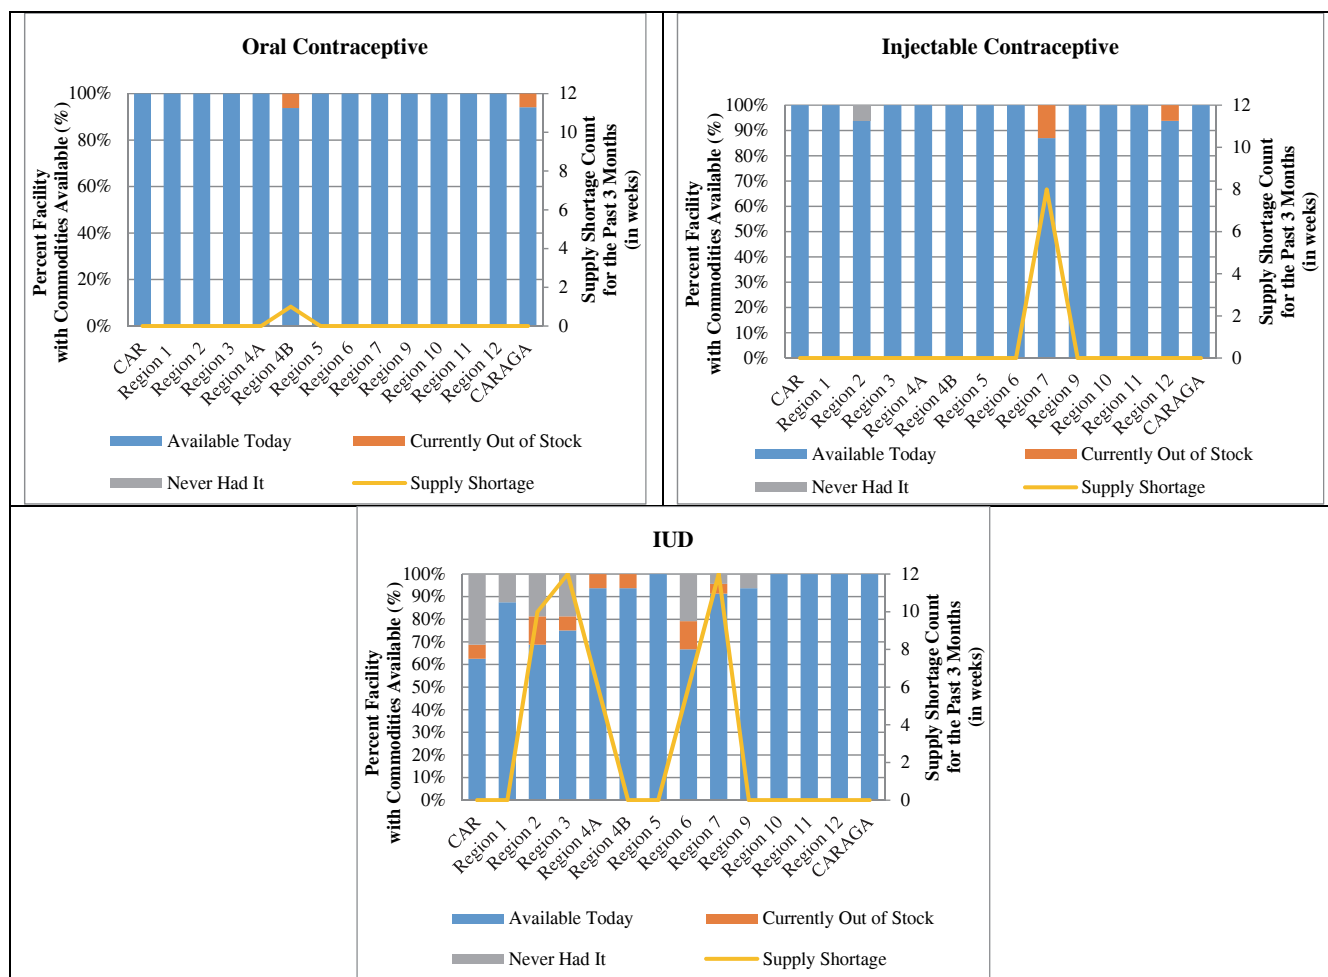 Oral Contraceptive
Percent Facility
with Commodities Available (%)
100%
80%
60%
40%
20%
0%
12
10
8
6
4
2
0
Supply Shortage Count
for the Past 3 Months
(in weeks)
CAR
Region 1
Region 2
Region 3
Region 4A
Region 4B
Region 5
Region 6
Region 7
Region 9
Region 10
Region 11
Region 12
CARAGA
Available Today
Currently Out of Stock
Never Had It
Supply Shortage
Injectable Contraceptive
Percent Facility
with Commodities Available (%)
100%
90%
80%
70%
60%
50%
40%
30%
20%
10%
0%
12
10
8
6
4
2
0
Supply Shortage Count
for the Past 3 Months
(in weeks)
CAR
Region 1
Region 2
Region 3
Region 4A
Region 4B
Region 5
Region 6
Region 7
Region 9
Region 10
Region 11
Region 12
CARAGA
Available Today
Currently Out of Stock
Never Had It
Supply Shortage
IUD
Percent Facility
with Commodities Available (%)
100%
90%
80%
70%
60%
50%
40%
30%
20%
10%
0%
12
10
8
6
4
2
0
Supply Shortage Count
for the Past 3 Months
(in weeks)
CAR
Region 1
Region 2
Region 3
Region 4A
Region 4B
Region 5
Region 6
Region 7
Region 9
Region 10
Region 11
Region 12
CARAGA
Available Today
Currently Out of Stock
Never Had It
Supply Shortage